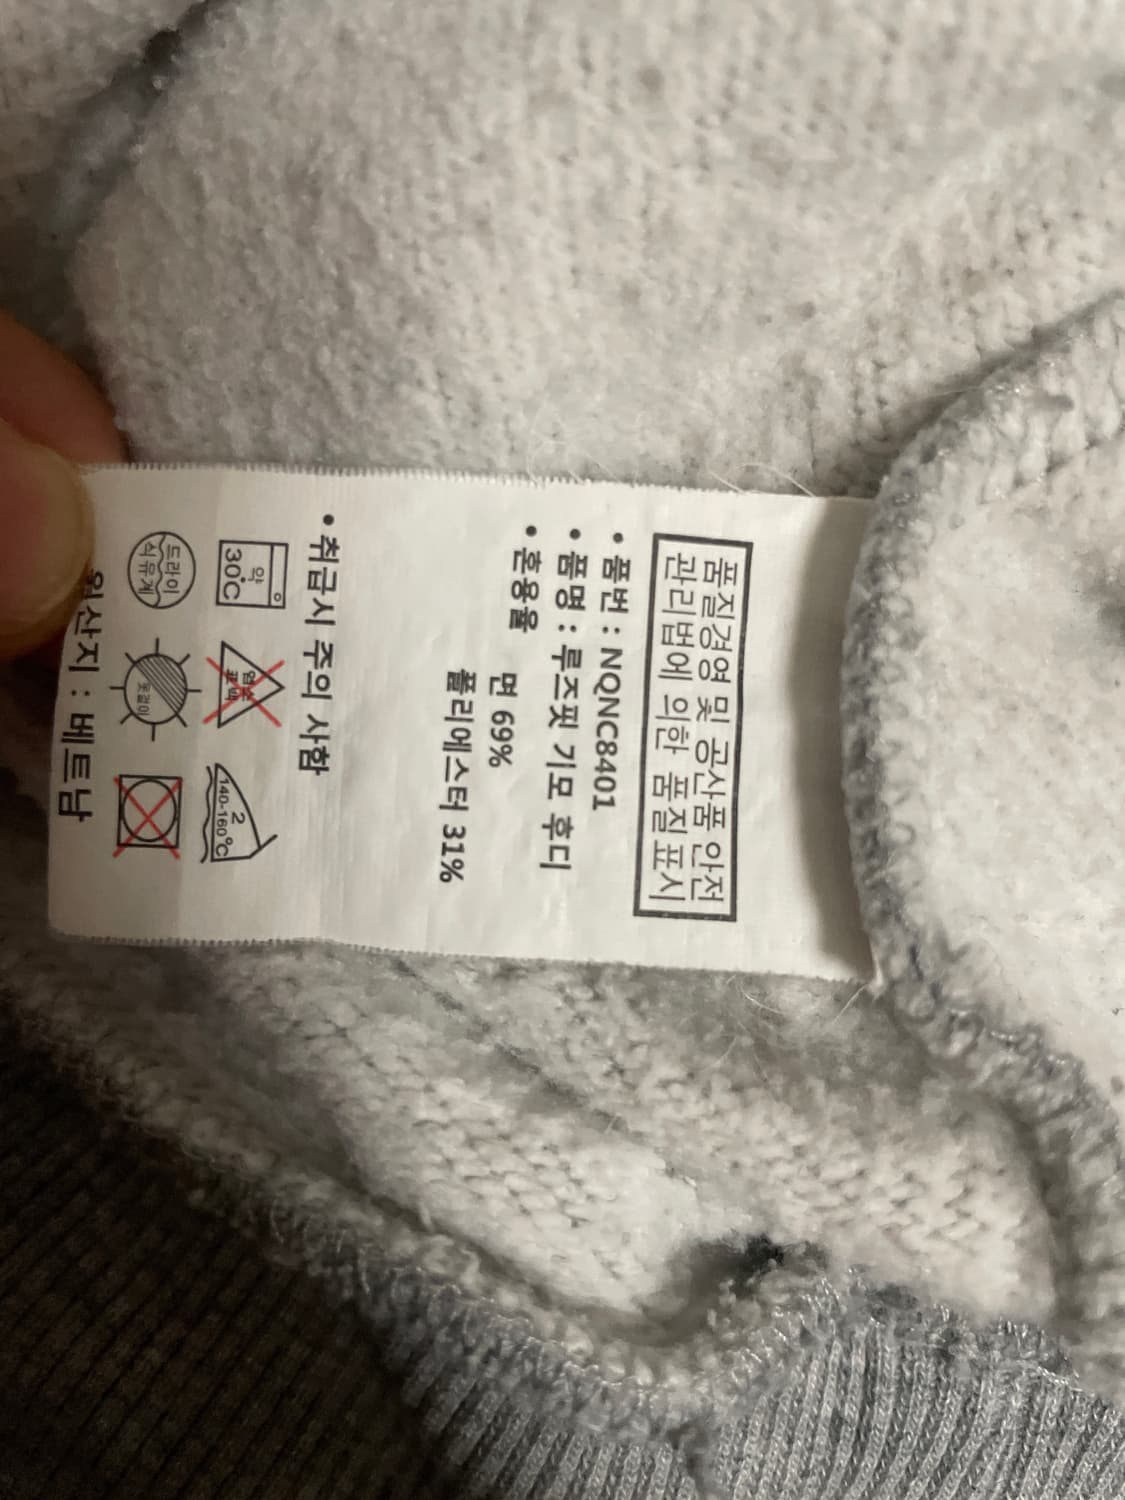 품질경영 및 공산품 안전
관리법에 의한 품질표시
• 품번 : NQNC8401
• 품명 : 루즈핏 기모 후디
• 혼용율
면 69%
폴리에스터 31%
• 취급시 주의 사항
약
30°C
염소
표백
2
140-160°C
드라이
석유계
옷걸이
원산지 : 베트남